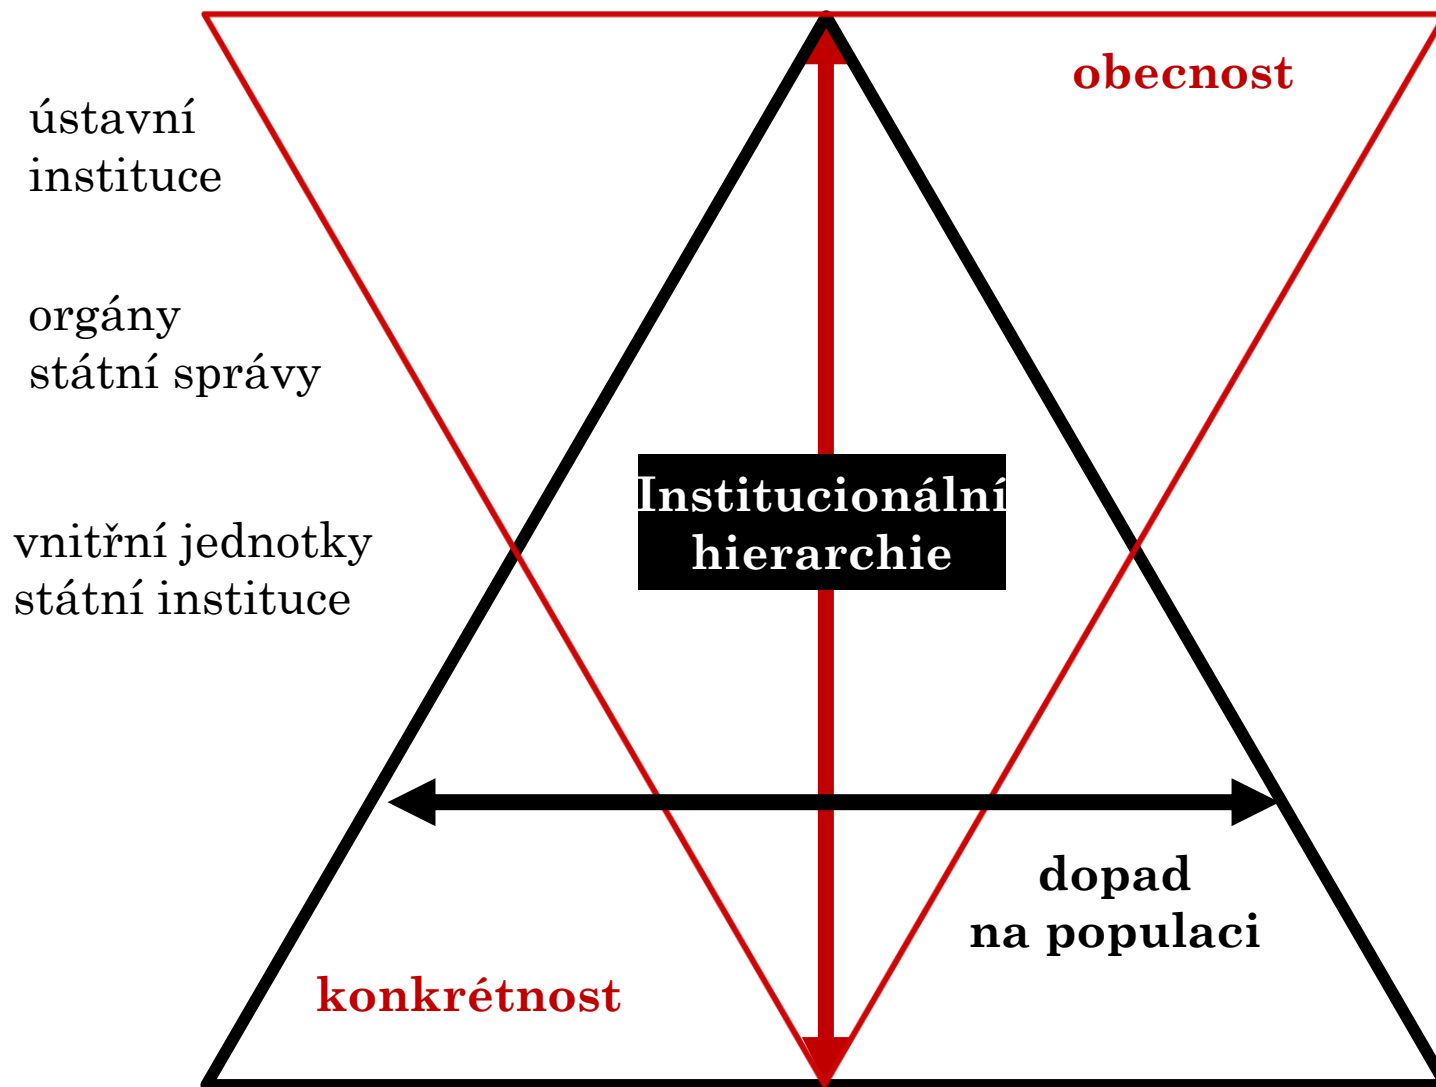 obecnost
ústavní
instituce
orgány
státní správy
Institucionální
hierarchie
vnitřní jednotky
státní instituce
dopad
na populaci
konkrétnost